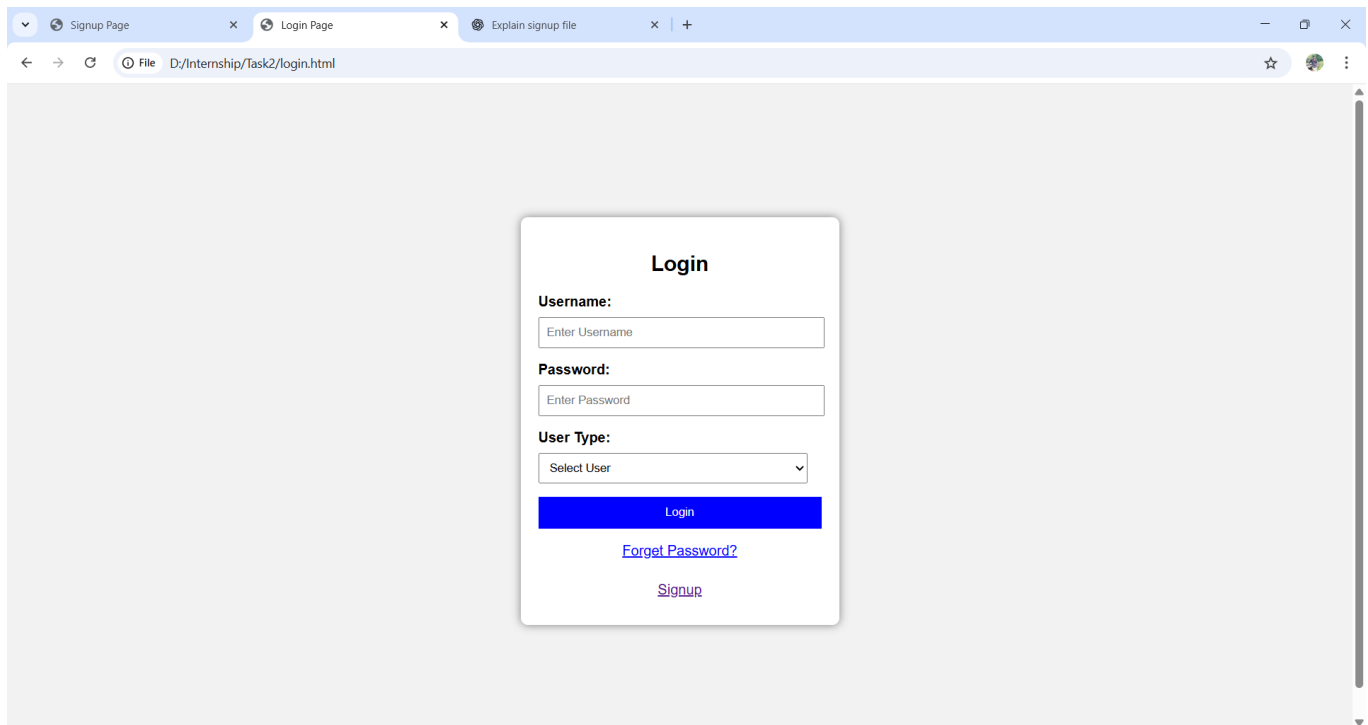 Signup Page
Login Page
Explain signup file
File D:/Internship/Task2/login.html
Login
Username:
Enter Username
Password:
Enter Password
User Type:
Select User
Login
Forget Password?
Signup